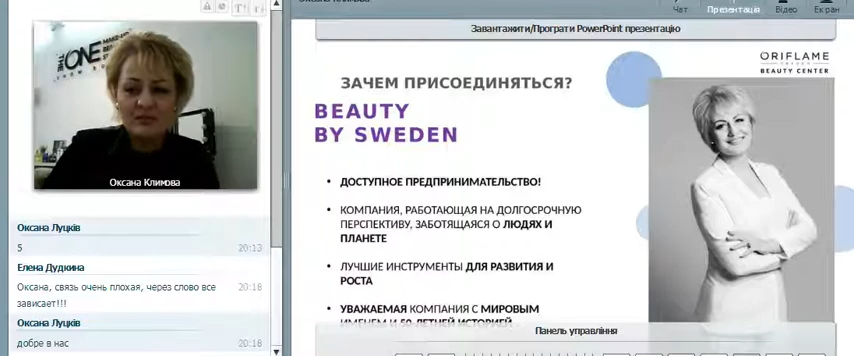 Чат
Презентація
Відео
Екран
Завантажити/Програти PowerPoint презентацію
THE ONE
Оксана Климова
Оксана Луцків
5
20:13
Елена Дудкина
20:18
Оксана, связь очень плохая, через слово все
зависает!!!
Оксана Луцків
добре в нас
20:18
ORIFLAME
SWEDEN
BEAUTY CENTER
ЗАЧЕМ ПРИСОЕДИНЯТЬСЯ?
BEAUTY
BY SWEDEN
• ДОСТУПНОЕ ПРЕДПРИНИМАТЕЛЬСТВО!
• КОМПАНИЯ, РАБОТАЮЩАЯ НА ДОЛГОСРОЧНУЮ
ПЕРСПЕКТИВУ, ЗАБОТЯЩАЯСЯ О ЛЮДЯХ И
ПЛАНЕТЕ
• ЛУЧШИЕ ИНСТРУМЕНТЫ ДЛЯ РАЗВИТИЯ И
РОСТА
• УВАЖАЕМАЯ КОМПАНИЯ С МИРОВЫМ
ИМЕНЕМ И 50-ЛЕТНЕЙ ИСТОРИЕЙ
Панель управління